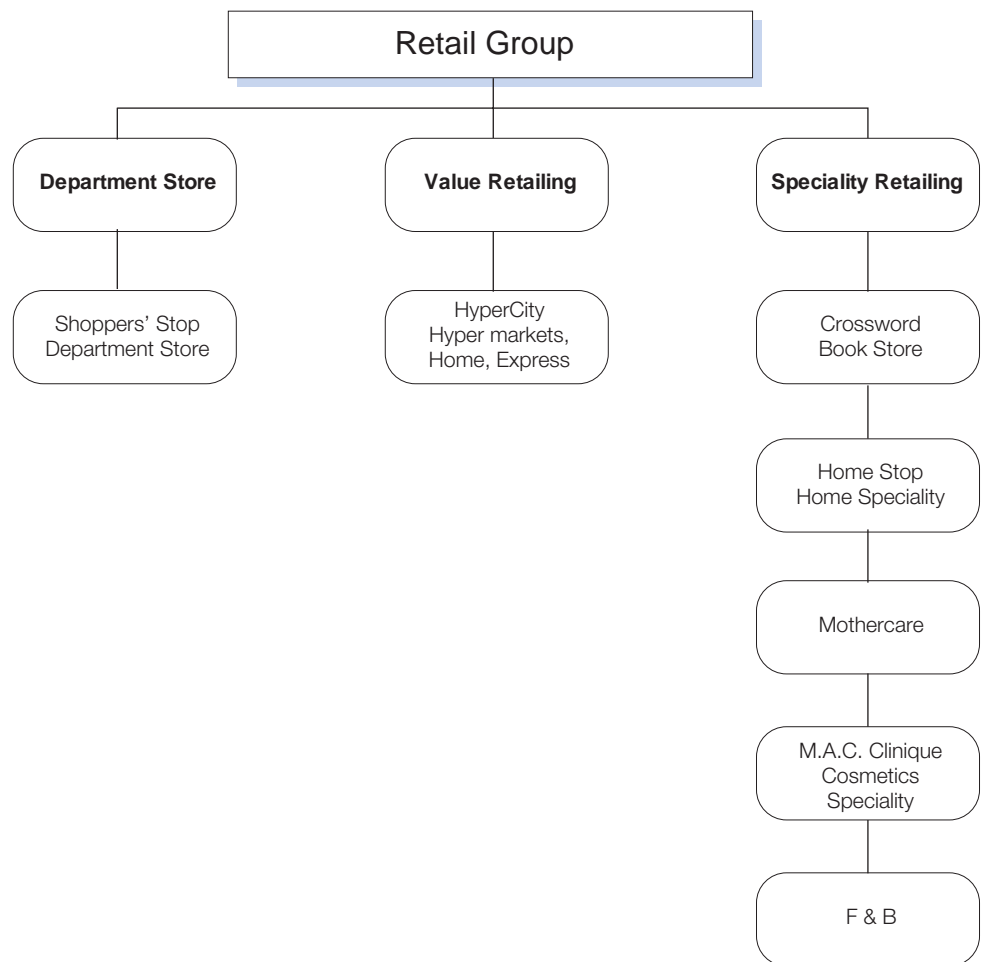 Retail Group
Department Store
Value Retailing
Speciality Retailing
Shoppers' Stop
Department Store
HyperCity
Hyper markets,
Home, Express
Crossword
Book Store
Home Stop
Home Speciality
Mothercare
M.A.C. Clinique
Cosmetics
Speciality
F & B